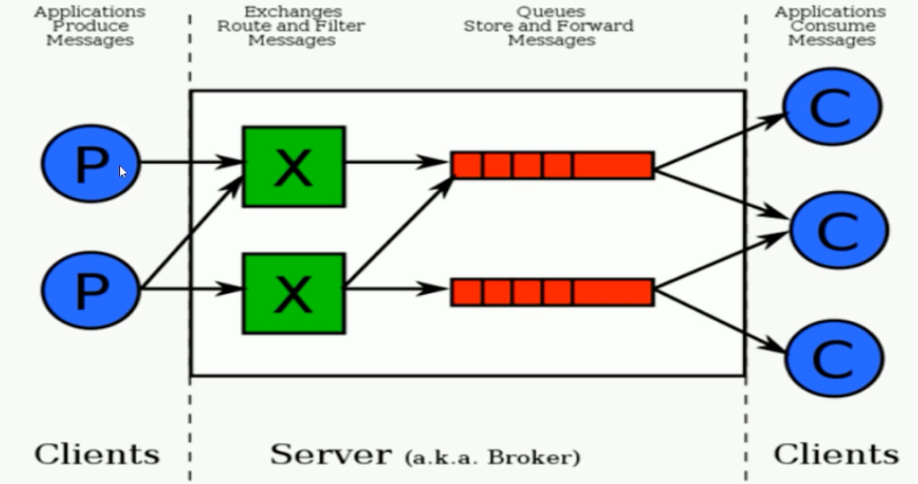 Applications
Produce
Messages
Exchanges
Route and Filter
Messages
Queues
Store and Forward
Messages
Applications
Consume
Messages
P
X
C
P
X
C
C
Clients
Server (a.k.a. Broker)
Clients